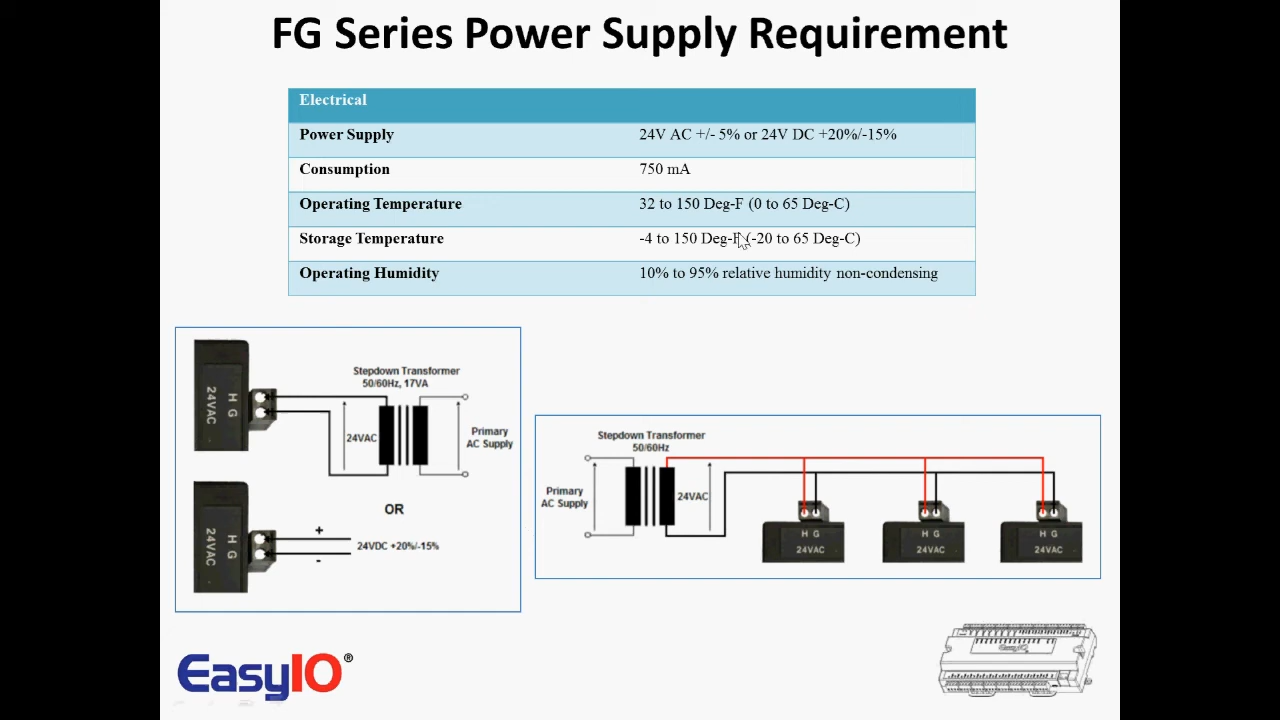 FG Series Power Supply Requirement
Electrical
Power Supply 24V AC +/- 5% or 24V DC +20%/-15%
Consumption 750 mA
Operating Temperature 32 to 150 Deg-F (0 to 65 Deg-C)
Storage Temperature -4 to 150 Deg-F (-20 to 65 Deg-C)
Operating Humidity 10% to 95% relative humidity non-condensing
Stepdown Transformer
50/60Hz, 17VA
H G
24VAC
24VAC
Primary
AC Supply
OR
H G
24VAC
+
24VDC +20%/-15%
-
Stepdown Transformer
50/60Hz
Primary
AC Supply
24VAC
H G
24VAC
H G
24VAC
H G
24VAC
EasyIO®
EasyIO